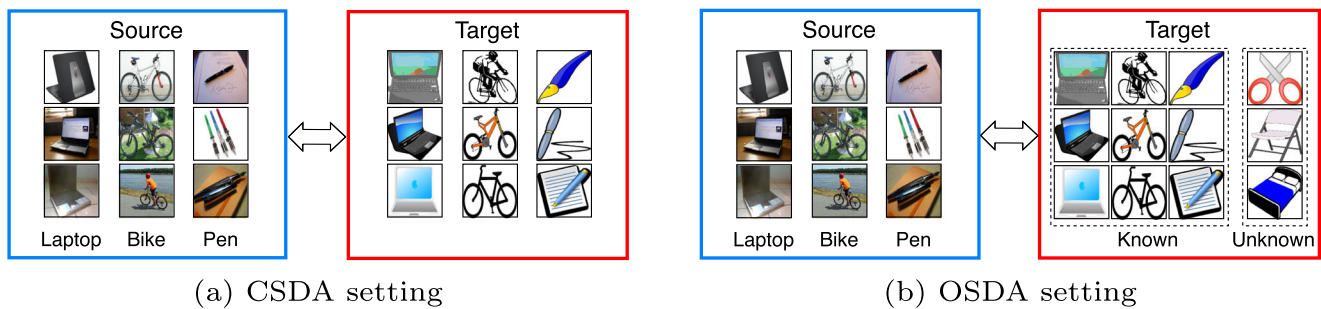 Source
Target
Laptop
Bike
Pen
(a) CSDA setting
Source
Target
Laptop
Bike
Pen
Known
Unknown
(b) OSDA setting